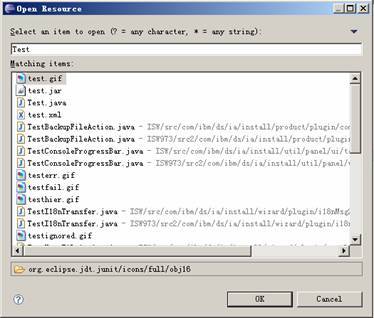 Open Resource
Select an item to open (? = any character, * = any string):
Test
Matching items:
test.gif
test.jar
Test.java
test.xml
TestBackupFileAction.java - ISW/src/com/ibm/ds/ia/install/product/plugin/com
TestBackupFileAction.java - ISW973/src2/com/ibm/ds/ia/install/product/plugin
TestConsoleProgressBar.java - ISW/src/com/ibm/ds/ia/install/util/panel/ui/to
TestConsoleProgressBar.java - ISW973/src2/com/ibm/ds/ia/install/util/panel/u
testerr.gif
testfail.gif
testhier.gif
TestI18nTransfer.java - ISW/src/com/ibm/ds/ia/install/wizard/plugin/i18nMsg
TestI18nTransfer.java - ISW973/src2/com/ibm/ds/ia/install/wizard/plugin/i18
testignored.gif
org.eclipse.jdt.junit/icons/full/obj16
OK
Cancel